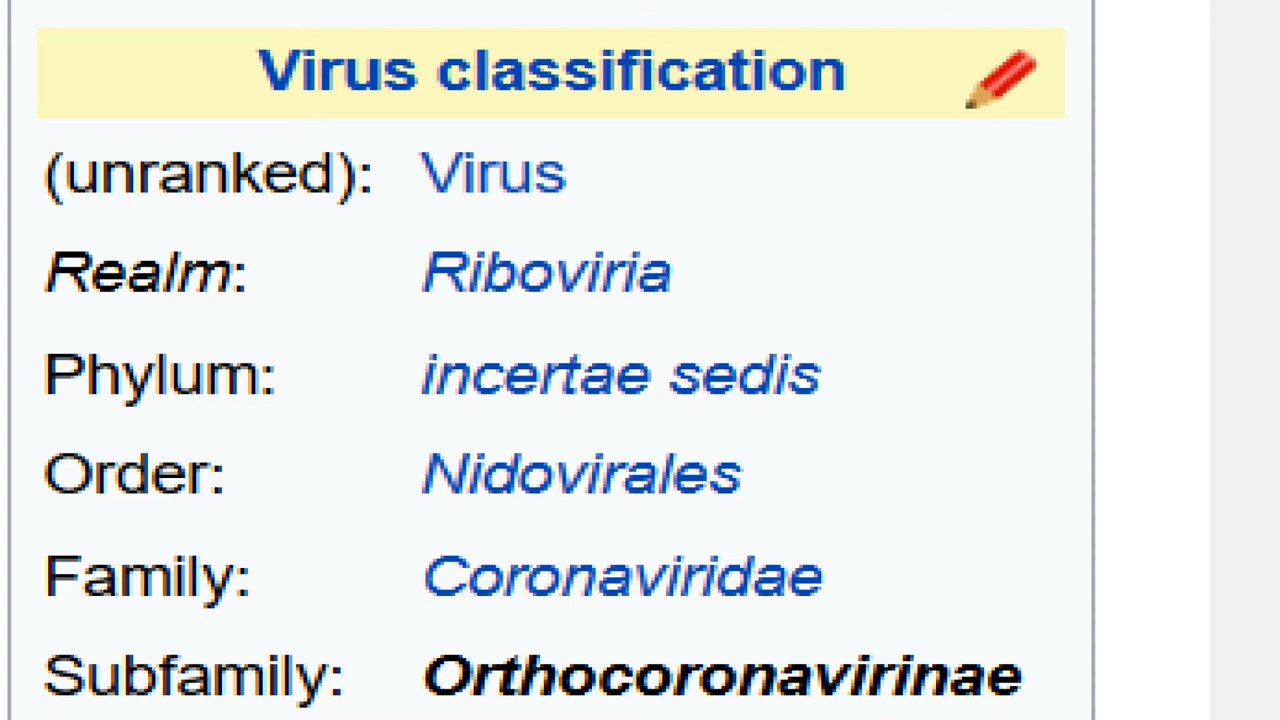 Virus classification
(unranked): Virus
Realm: Riboviria
Phylum: incertae sedis
Order: Nidovirales
Family: Coronaviridae
Subfamily: Orthocoronavirinae